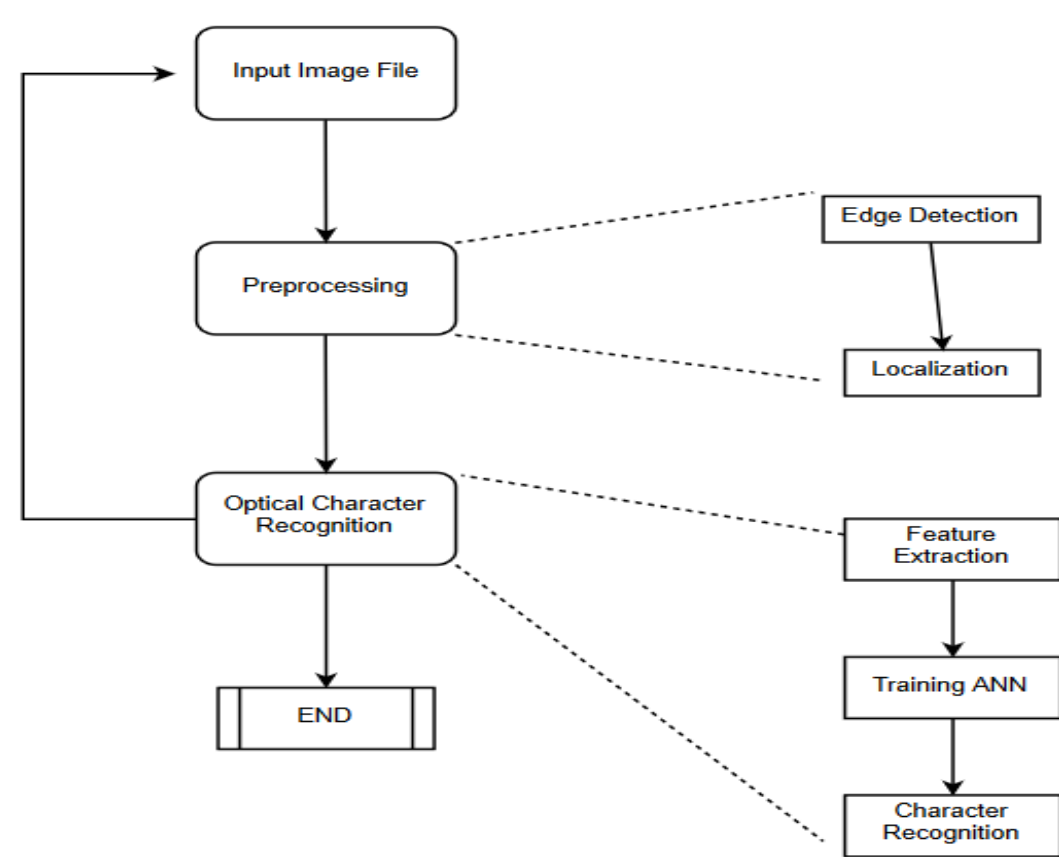 Input Image File
Edge Detection
Preprocessing
Localization
Optical Character
Recognition
Feature
Extraction
Training ANN
END
Character
Recognition